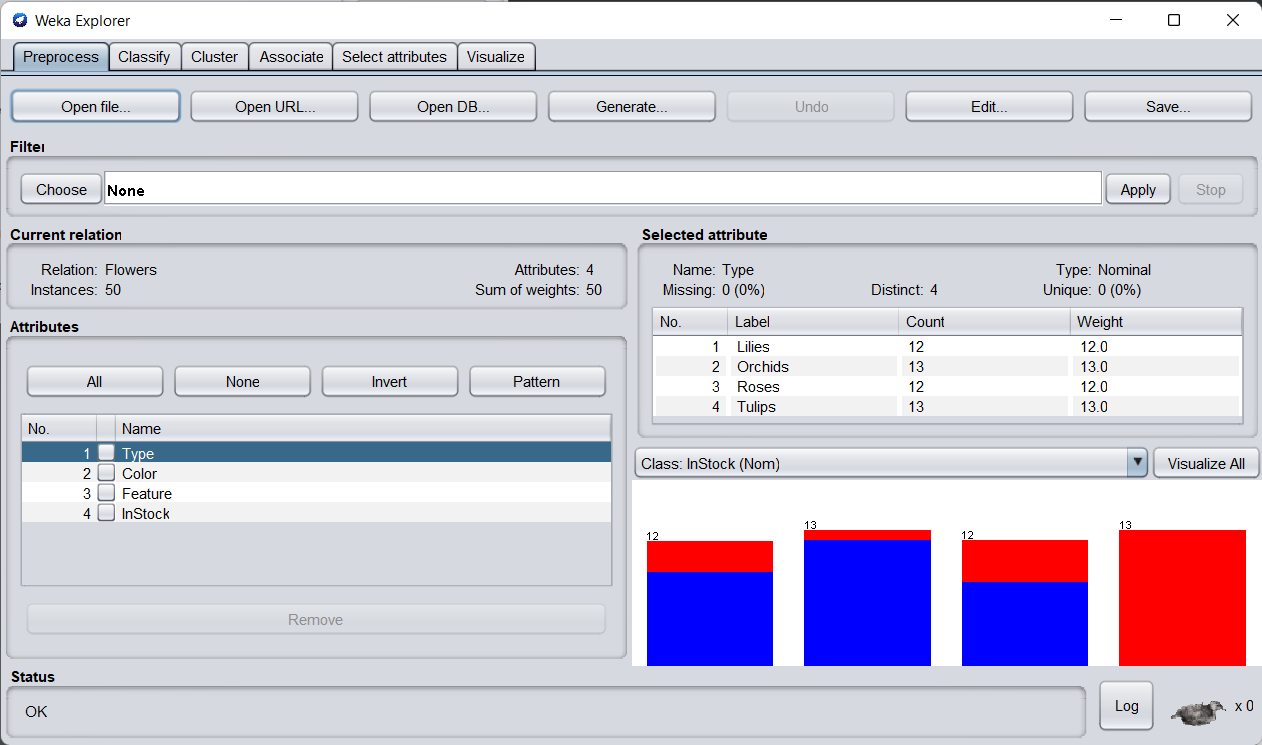 Weka Explorer
Preprocess Classify Cluster Associate Select attributes Visualize
Open file... Open URL... Open DB... Generate... Undo Edit... Save...
Filter
Choose None Apply Stop
Current relation
Relation: Flowers Attributes: 4
Instances: 50 Sum of weights: 50
Attributes
All None Invert Pattern
No. Name
1 Type
2 Color
3 Feature
4 InStock
Remove
Selected attribute
Name: Type Type: Nominal
Missing: 0 (0%) Distinct: 4 Unique: 0 (0%)
No. Label Count Weight
1 Lilies 12 12.0
2 Orchids 13 13.0
3 Roses 12 12.0
4 Tulips 13 13.0
Class: InStock (Nom) Visualize All
12 13 12 13
Status
OK Log x 0